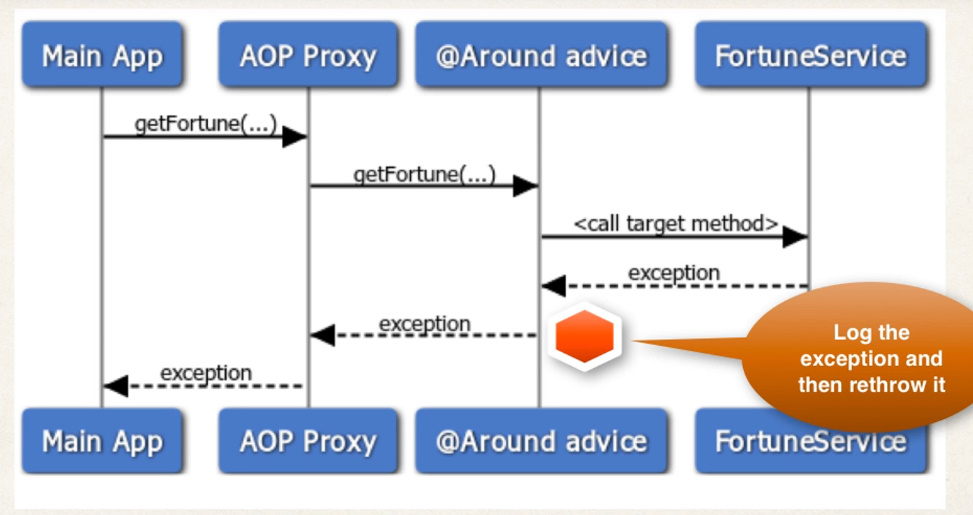 Main App
AOP Proxy
@Around advice
FortuneService
getFortune(...)
getFortune(...)
<call target method>
exception
exception
exception
Log the
exception and
then rethrow it
Main App
AOP Proxy
@Around advice
FortuneService